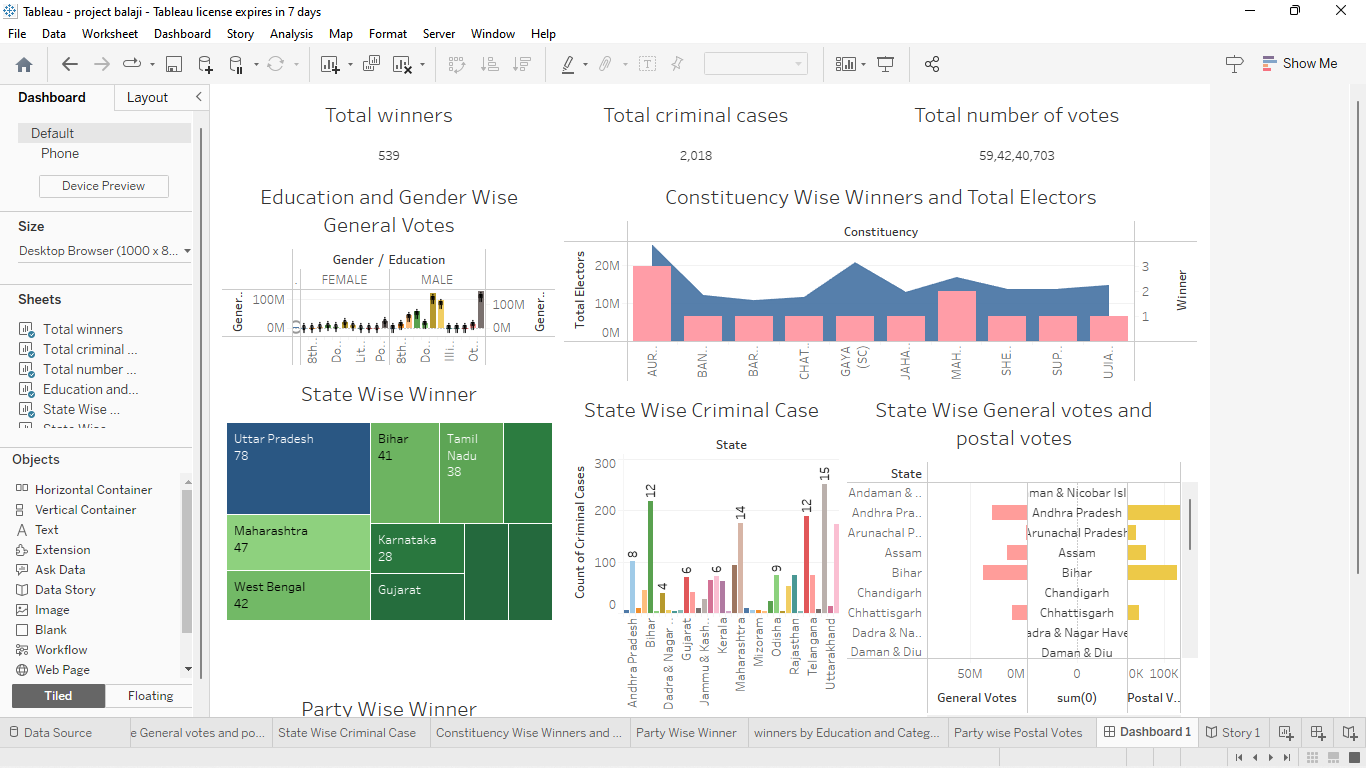 Tableau - project balaji - Tableau license expires in 7 days
File Data Worksheet Dashboard Story Analysis Map Format Server Window Help
Show Me
Dashboard Layout
Default
Phone
Device Preview
Size
Desktop Browser (1000 x 8...
Sheets
Total winners
Total criminal ...
Total number ...
Education and...
State Wise ...
State Wise
Objects
Horizontal Container
Vertical Container
Text
Extension
Ask Data
Data Story
Image
Blank
Workflow
Web Page
Tiled Floating
Total winners
539
Total criminal cases
2,018
Total number of votes
59,42,40,703
Education and Gender Wise
General Votes
Gender / Education
FEMALE MALE
Gener..
100M
0M
100M
0M
Gener..
8th.. Do.. Lit.. Po.. 8th.. Do.. Illi.. Ot..
Constituency Wise Winners and Total Electors
Constituency
Total Electors
20M
10M
0M
3
2
1
Winner
AUR.. BAN.. BAR.. CHAT.. GAYA (SC) JAHA.. MAH.. SHE.. SUP.. UJIA..
State Wise Winner
Uttar Pradesh
78
Maharashtra
47
West Bengal
42
Bihar
41
Tamil
Nadu
38
Karnataka
28
Gujarat
State Wise Criminal Case
State
Count of Criminal Cases
300
200
100
0
8 12 4 6 6 14 9 12 15
Andhra Pradesh
Bihar
Dadra & Nagar ..
Gujarat
Jammu & Kash..
Kerala
Maharashtra
Mizoram
Odisha
Rajasthan
Telangana
Uttarakhand
State Wise General votes and
postal votes
State
Andaman & .. man & Nicobar Isl
Andhra Pra.. Andhra Pradesh
Arunachal P.. Arunachal Pradesh
Assam Assam
Bihar Bihar
Chandigarh Chandigarh
Chhattisgarh Chhattisgarh
Dadra & Na.. adra & Nagar Have
Daman & Diu Daman & Diu
50M 0M 0 0K 100K
General Votes sum(0) Postal V..
Party Wise Winner
Data Source e General votes and po... State Wise Criminal Case Constituency Wise Winners and ... Party Wise Winner winners by Education and Categ... Party wise Postal Votes Dashboard 1 Story 1